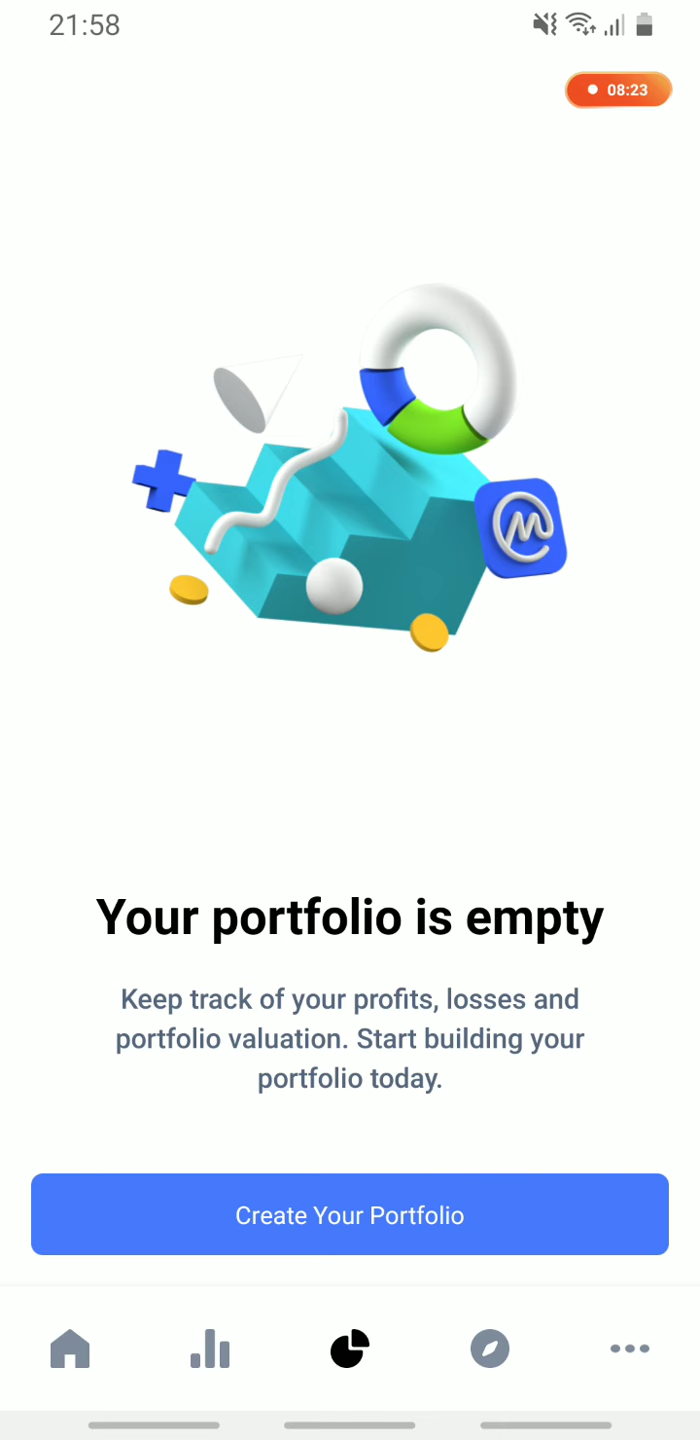 21:58
08:23
Your portfolio is empty
Keep track of your profits, losses and
portfolio valuation. Start building your
portfolio today.
Create Your Portfolio